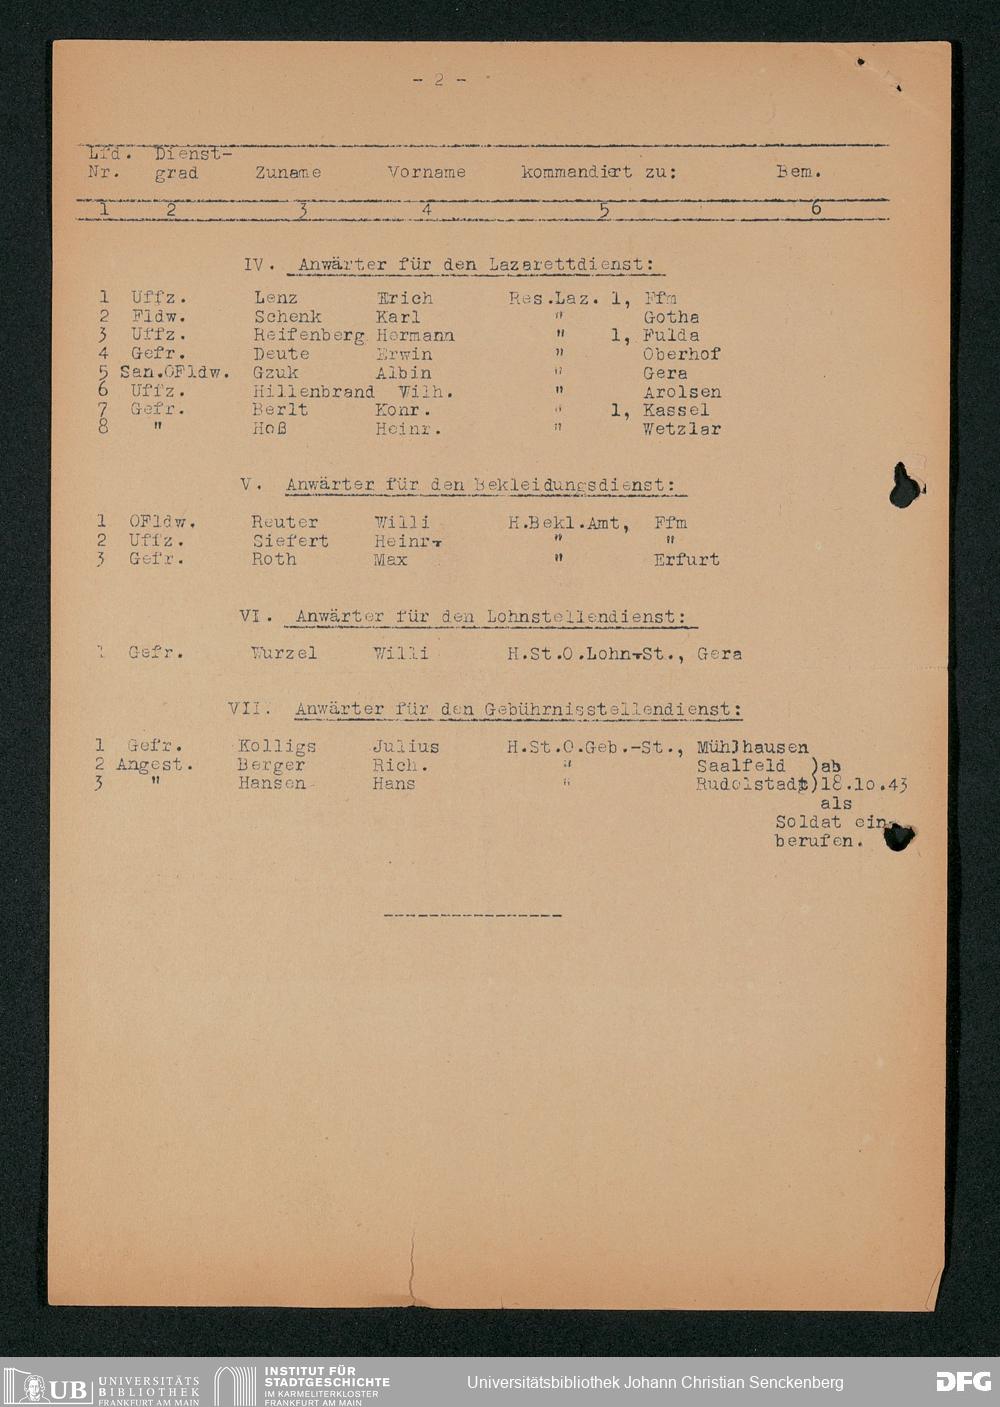 - 2 -
Lfd. Dienst-
Nr. grad Zuname Vorname kommandiert zu: Bem.
1 2 3 4 5 6
IV. Anwärter für den Lazarettdienst:
1 Uffz. Lenz Erich Res.Laz. 1, Ffm
2 Fldw. Schenk Karl " Gotha
3 Uffz. Reifenberg Hermann " 1, Fulda
4 Gefr. Deute Erwin " Oberhof
5 San.OFldw. Gzuk Albin " Gera
6 Uffz. Hillenbrand Wilh. " Arolsen
7 Gefr. Berlt Konr. " 1, Kassel
8 " Hoß Heinr. " Wetzlar
V. Anwärter für den Bekleidungsdienst:
1 OFldw. Reuter Willi H.Bekl.Amt, Ffm
2 Uffz. Siefert Heinr. " "
3 Gefr. Roth Max " Erfurt
VI. Anwärter für den Lohnstellendienst:
1 Gefr. Wurzel Willi H.St.O.Lohn-St., Gera
VII. Anwärter für den Gebührnisstellendienst:
1 Gefr. Kolligs Julius H.St.O.Geb.-St., Mühlhausen
2 Angest. Berger Rich. " Saalfeld )ab
3 " Hansen Hans " Rudolstadt)18.10.43
als
Soldat ein-
berufen.
UB UNIVERSITÄTS
BIBLIOTHEK
FRANKFURT AM MAIN
INSTITUT FÜR
STADTGESCHICHTE
IM KARMELITERKLOSTER
FRANKFURT AM MAIN
Universitätsbibliothek Johann Christian Senckenberg
DFG